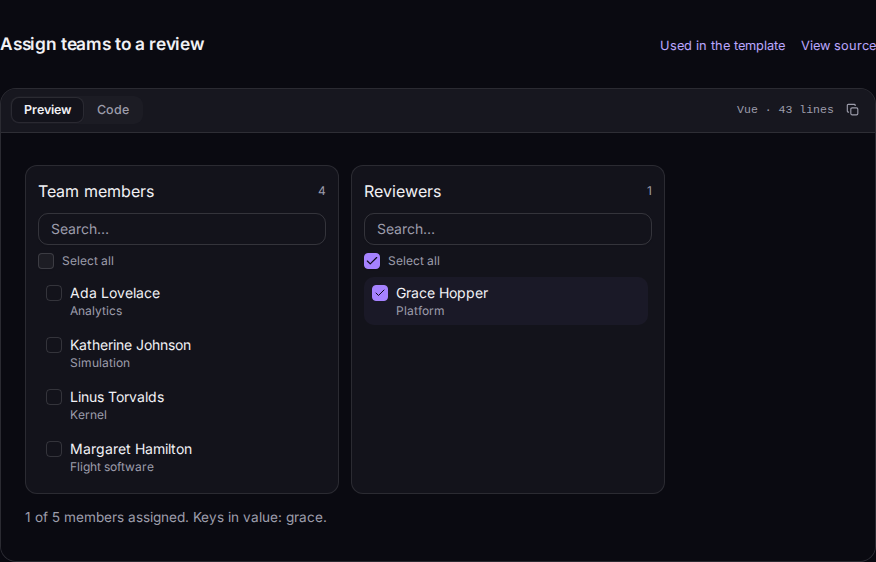 Assign teams to a review
Used in the template View source
Preview Code
Vue · 43 lines
Team members 4
Search...
Select all
Ada Lovelace
Analytics
Katherine Johnson
Simulation
Linus Torvalds
Kernel
Margaret Hamilton
Flight software
Reviewers 1
Search...
Select all
Grace Hopper
Platform
1 of 5 members assigned. Keys in value: grace.